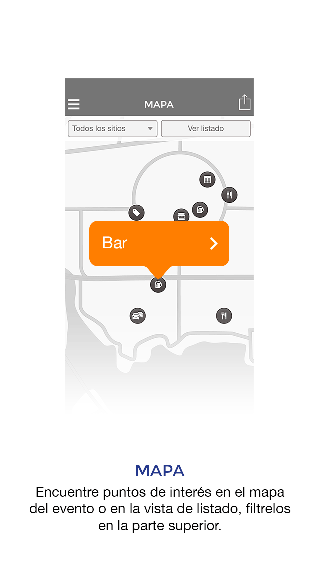 MAPA
Todos los sitios
Ver listado
Bar
MAPA
Encuentre puntos de interés en el mapa
del evento o en la vista de listado, filtrelos
en la parte superior.